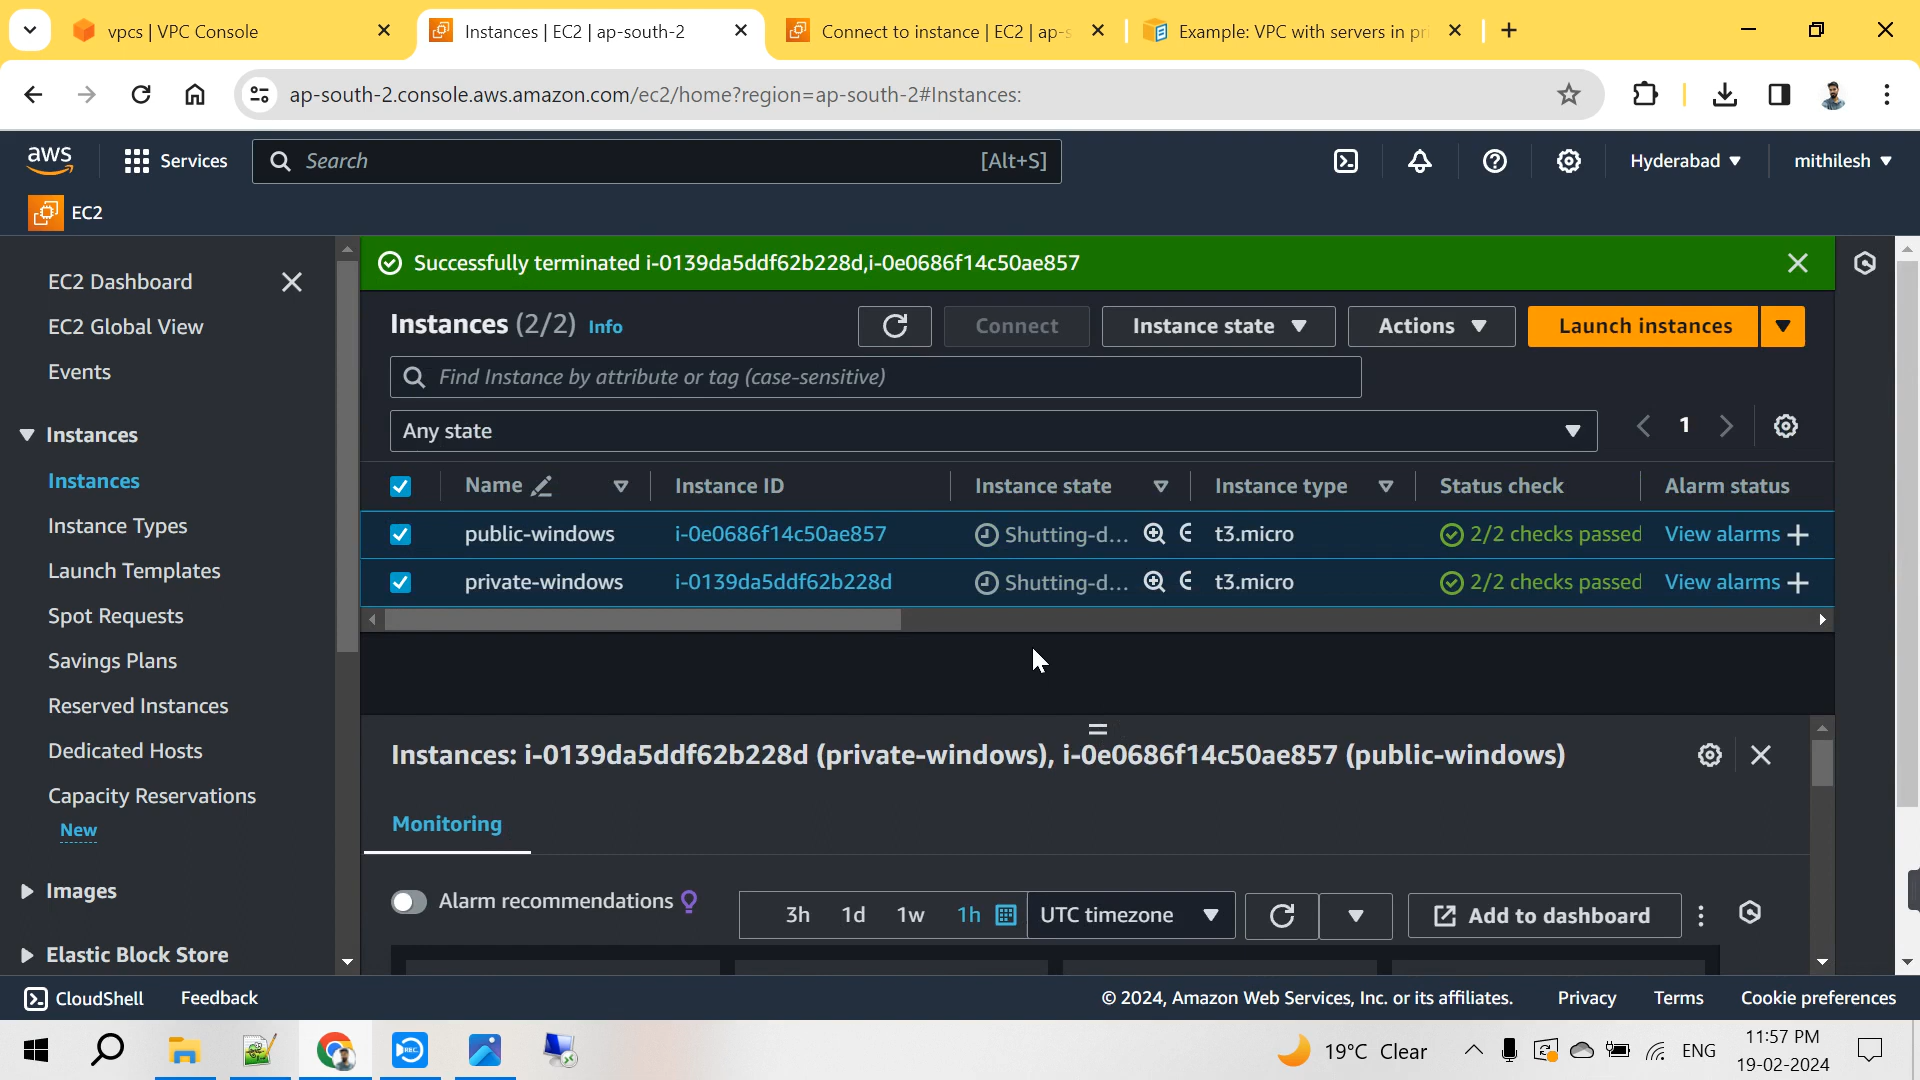 vpcs | VPC Console
Instances | EC2 | ap-south-2
Connect to instance | EC2 | ap-s
Example: VPC with servers in pri
ap-south-2.console.aws.amazon.com/ec2/home?region=ap-south-2#Instances:
aws
Services
Search
[Alt+S]
Hyderabad
mithilesh
EC2
EC2 Dashboard
EC2 Global View
Events
Instances
Instances
Instance Types
Launch Templates
Spot Requests
Savings Plans
Reserved Instances
Dedicated Hosts
Capacity Reservations
New
Images
Elastic Block Store
Successfully terminated i-0139da5ddf62b228d,i-0e0686f14c50ae857
Instances (2/2) Info
Connect
Instance state
Actions
Launch instances
Find Instance by attribute or tag (case-sensitive)
Any state
1
Name Instance ID Instance state Instance type Status check Alarm status
public-windows i-0e0686f14c50ae857 Shutting-d... t3.micro 2/2 checks passed View alarms
private-windows i-0139da5ddf62b228d Shutting-d... t3.micro 2/2 checks passed View alarms
Instances: i-0139da5ddf62b228d (private-windows), i-0e0686f14c50ae857 (public-windows)
Monitoring
Alarm recommendations
3h 1d 1w 1h
UTC timezone
Add to dashboard
CloudShell
Feedback
© 2024, Amazon Web Services, Inc. or its affiliates.
Privacy
Terms
Cookie preferences
REC
19°C Clear
ENG
11:57 PM
19-02-2024